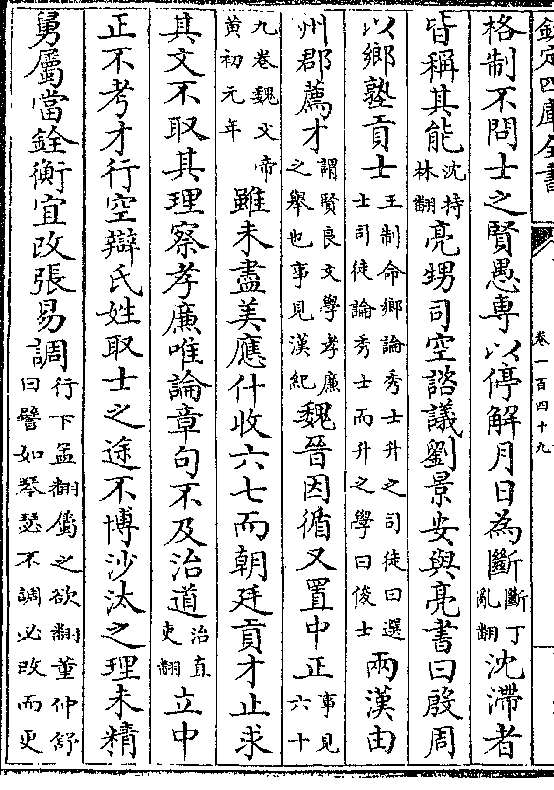 欽定四庫全書
卷一百四十九
格制不問士之賢愚專以停解月日為斷斷丁亂翻沈滯者
皆稱其能沈持林翻亮甥司空諮議劉景安與亮書曰殷周
以鄉塾貢士王制命鄉論秀士升之司徒曰選士司徒論秀士而升之學曰俊士兩漢由
州郡薦才謂賢良文學孝廉之舉也事見漢紀魏晉因循又置中正事見六十
九卷魏文帝黄初元年雖未盡美應什收六七而朝廷貢才止求
其文不取其理察孝廉唯論章句不及治道治直吏翻立中
正不考才行空辯氏姓取士之途不博沙汰之理未精
舅屬當銓衡宜改張易調行下孟翻屬之欲翻董仲舒曰譬如琴瑟不調必改而更